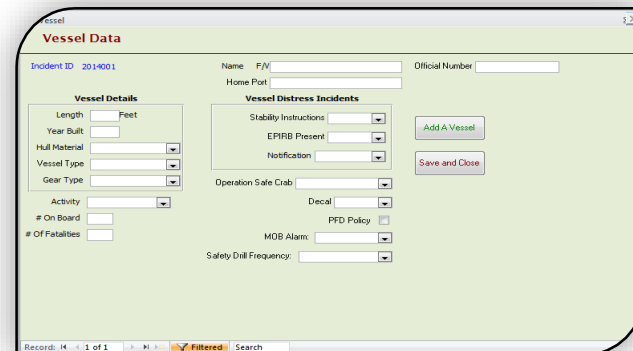 Vessel
Vessel Data
Incident ID 2014001
Name F/V
Official Number
Home Port
Vessel Details
Length Feet
Year Built
Hull Material
Vessel Type
Gear Type
Activity
# On Board
# Of Fatalities
Vessel Distress Incidents
Stability Instructions
EPIRB Present
Notification
Operation Safe Crab
Decal
PFD Policy
MOB Alarm:
Safety Drill Frequency:
Add A Vessel
Save and Close
Record: 1 of 1 Filtered Search